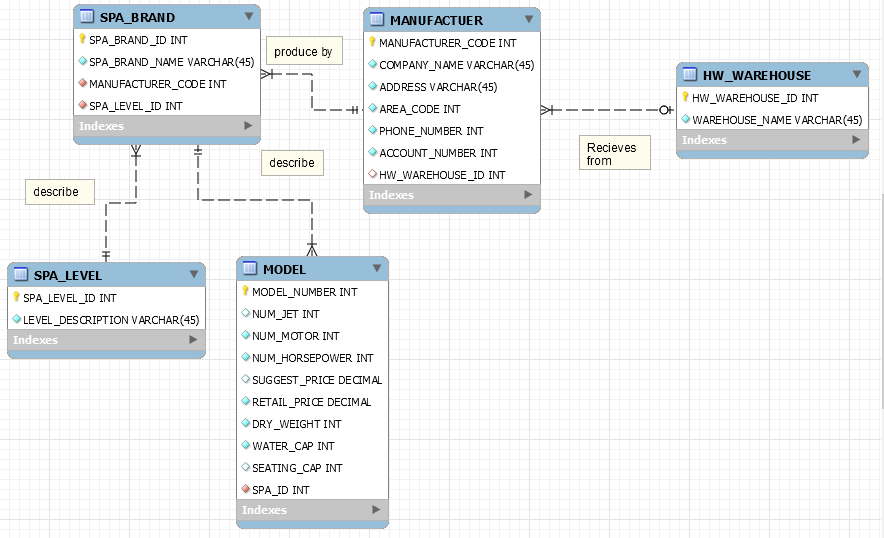 SPA_BRAND
SPA_BRAND_ID INT
SPA_BRAND_NAME VARCHAR(45)
MANUFACTURER_CODE INT
SPA_LEVEL_ID INT
Indexes
produce by
MANUFACTUER
MANUFACTURER_CODE INT
COMPANY_NAME VARCHAR(45)
ADDRESS VARCHAR(45)
AREA_CODE INT
PHONE_NUMBER INT
ACCOUNT_NUMBER INT
HW_WAREHOUSE_ID INT
Indexes
HW_WAREHOUSE
HW_WAREHOUSE_ID INT
WAREHOUSE_NAME VARCHAR(45)
Indexes
Recieves
from
describe
describe
SPA_LEVEL
SPA_LEVEL_ID INT
LEVEL_DESCRIPTION VARCHAR(45)
Indexes
MODEL
MODEL_NUMBER INT
NUM_JET INT
NUM_MOTOR INT
NUM_HORSEPOWER INT
SUGGEST_PRICE DECIMAL
RETAIL_PRICE DECIMAL
DRY_WEIGHT INT
WATER_CAP INT
SEATING_CAP INT
SPA_ID INT
Indexes